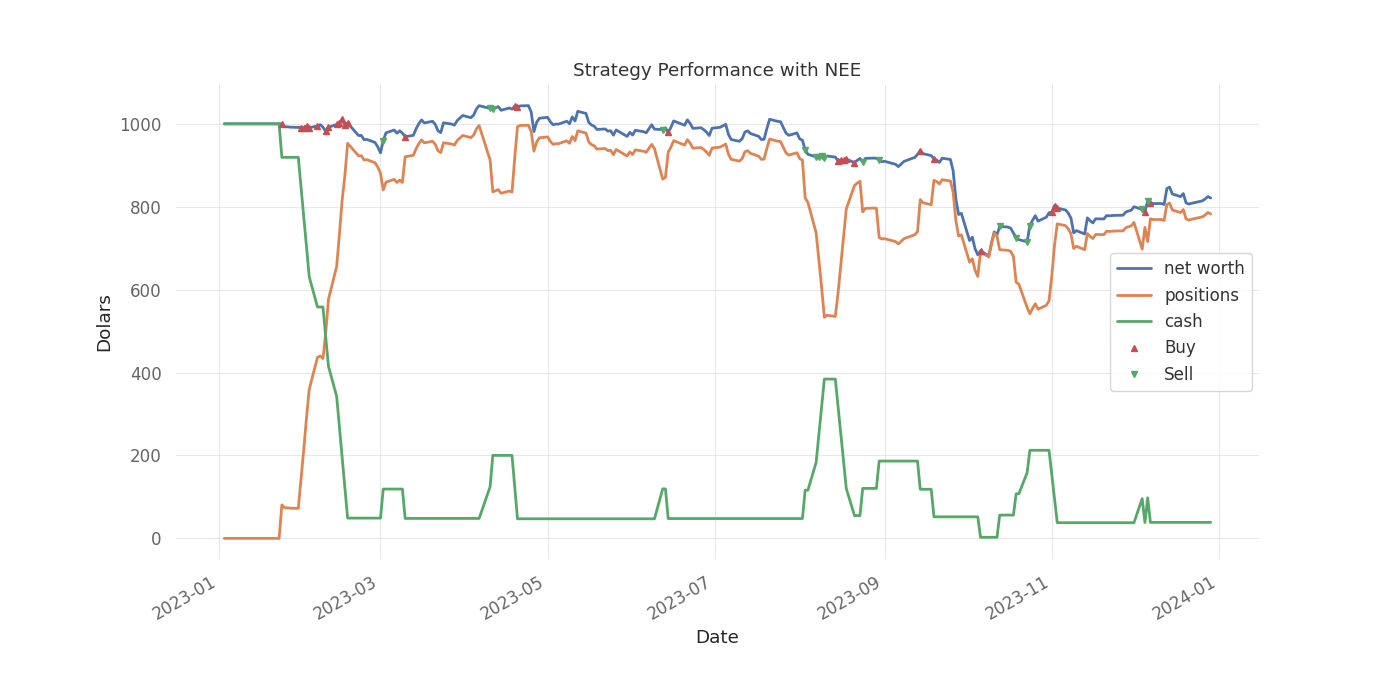 Strategy Performance with NEE
Dolars
1000
800
600
400
200
0
net worth
positions
cash
Buy
Sell
2023-01
2023-03
2023-05
2023-07
2023-09
2023-11
2024-01
Date